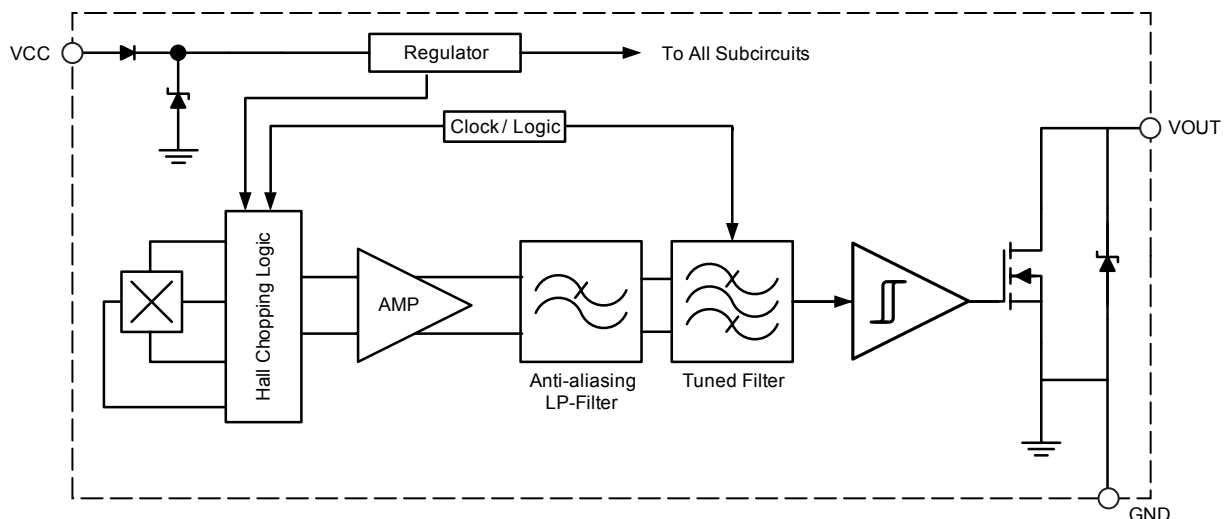 VCC
Regulator
To All Subcircuits
Clock / Logic
VOUT
Hall Chopping Logic
AMP
Anti-aliasing
LP-Filter
Tuned Filter
GND